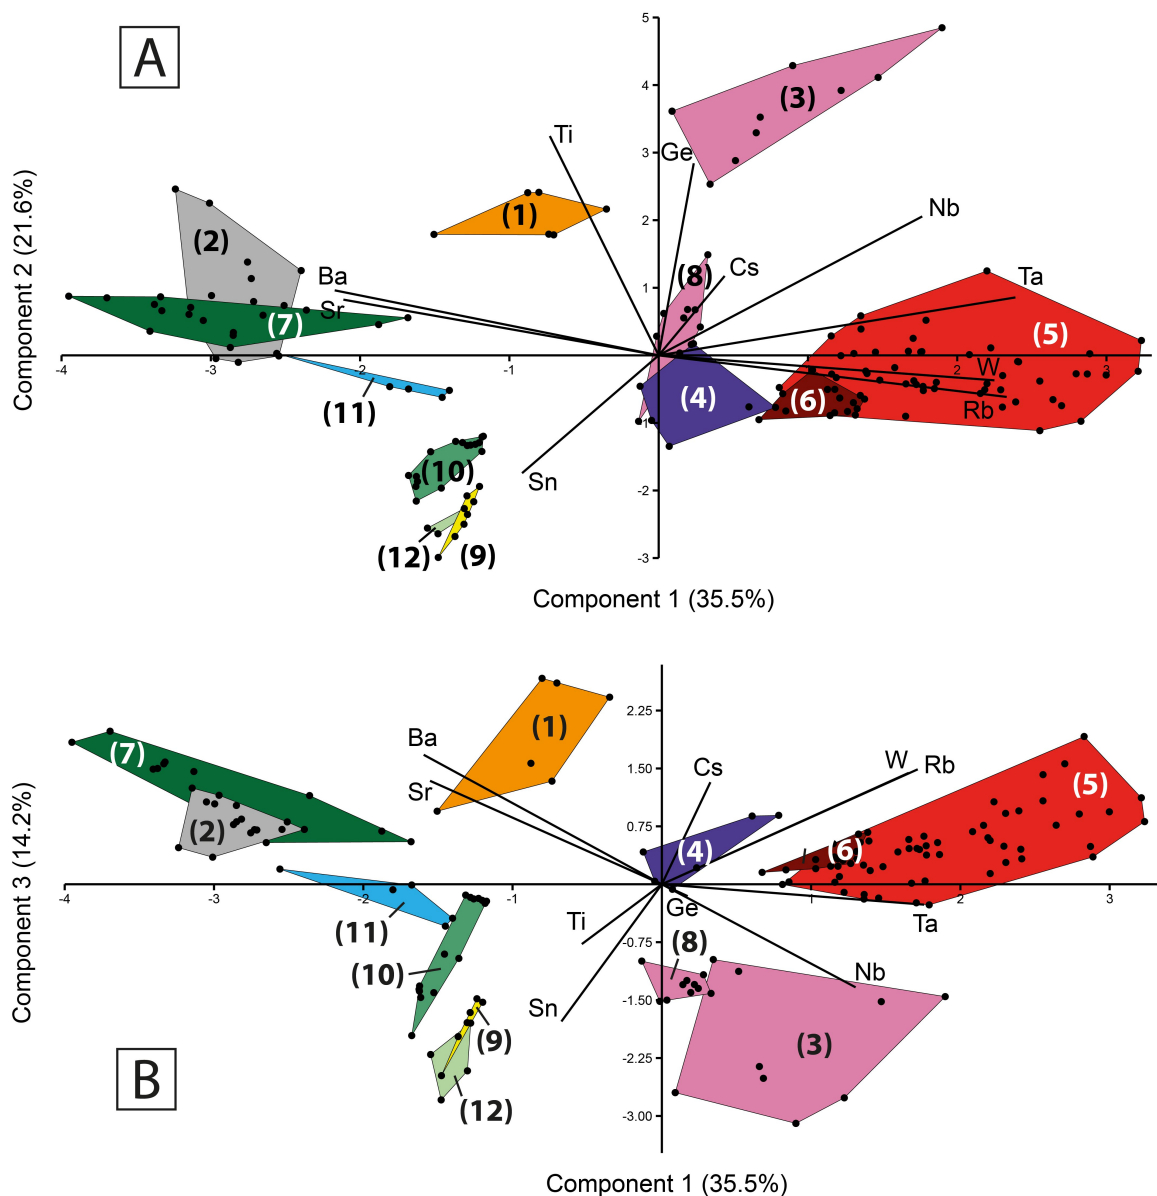 A
5
4
3
2
1
-1
-2
-3
-4
-3
-2
-1
2
3
Component 2 (21.6%)
Component 1 (35.5%)
Ti
Ge
Nb
Cs
Ta
Ba
Sr
W
Rb
Sn
(3)
(1)
(2)
(8)
(7)
(5)
(4)
(6)
(11)
(10)
(12)
(9)
B
2.25
1.50
0.75
-0.75
-1.50
-2.25
-3.00
-4
-3
-2
-1
1
2
3
Component 3 (14.2%)
Component 1 (35.5%)
Ba
Sr
Cs
W
Rb
Ti
Ge
Ta
Sn
Nb
(1)
(7)
(2)
(5)
(4)
(6)
(11)
(8)
(10)
(9)
(3)
(12)